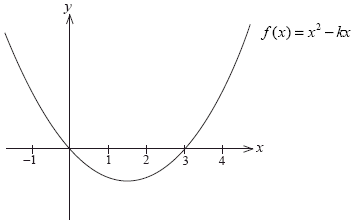 y
f(x) = x² − kx
x
−1 1 2 3 4